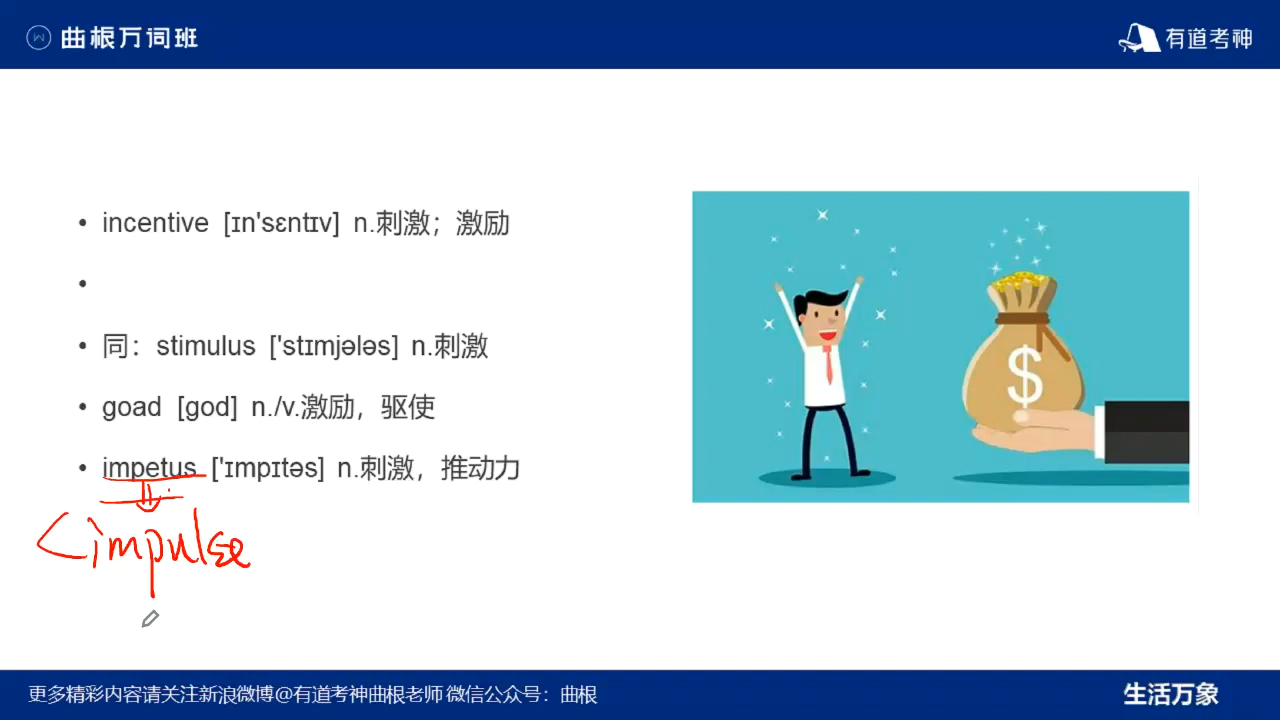 曲根万词班
有道考神
• incentive [ɪn'sɛntɪv] n.刺激；激励
•
• 同：stimulus ['stɪmjələs] n.刺激
• goad [god] n./v.激励，驱使
• impetus ['ɪmpɪtəs] n.刺激，推动力
impulse
$
更多精彩内容请关注新浪微博@有道考神曲根老师 微信公众号：曲根
生活万象